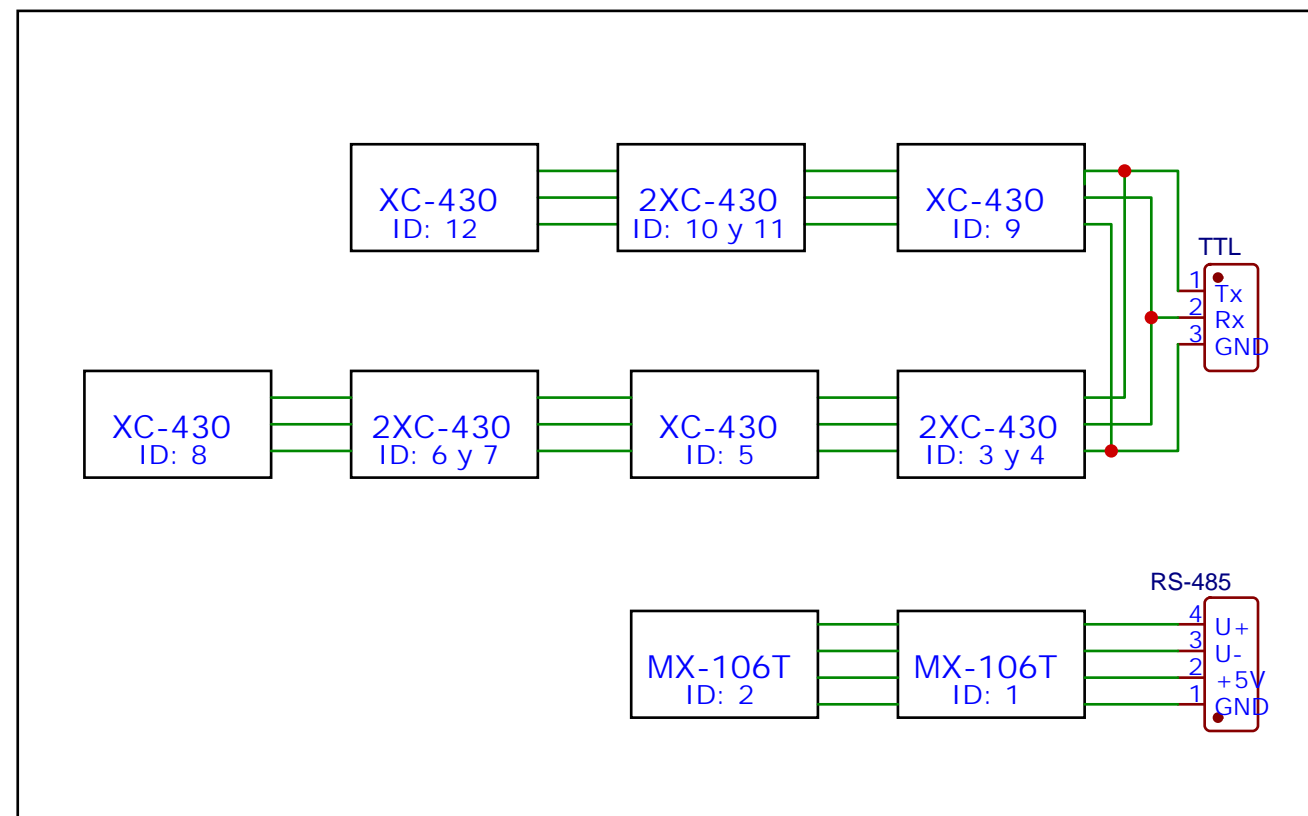 XC-430
ID: 12
2XC-430
ID: 10 y 11
XC-430
ID: 9
TTL
1 Tx
2 Rx
3 GND
XC-430
ID: 8
2XC-430
ID: 6 y 7
XC-430
ID: 5
2XC-430
ID: 3 y 4
RS-485
MX-106T
ID: 2
MX-106T
ID: 1
4 U+
3 U-
2 +5V
1 GND